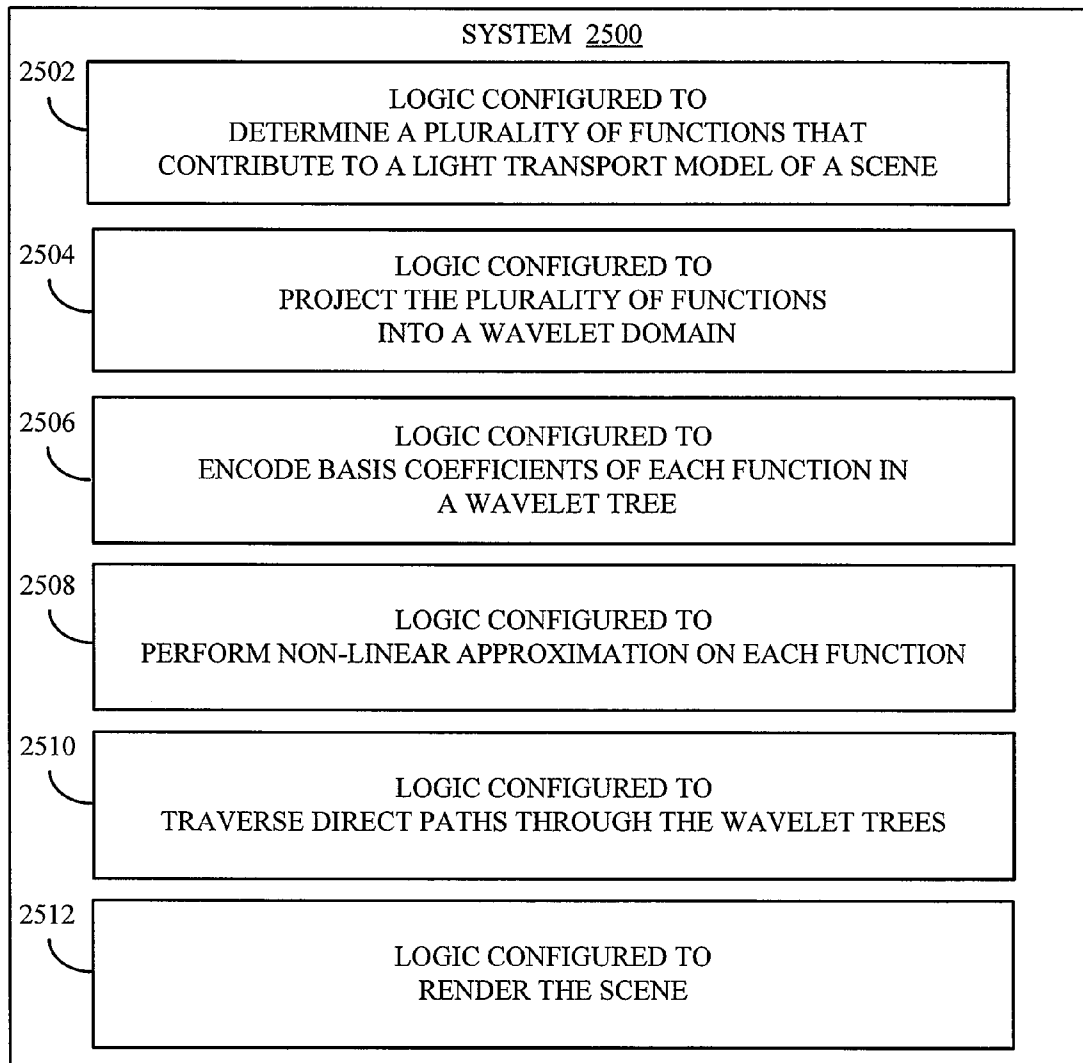 SYSTEM 2500
2502
LOGIC CONFIGURED TO
DETERMINE A PLURALITY OF FUNCTIONS THAT
CONTRIBUTE TO A LIGHT TRANSPORT MODEL OF A SCENE
2504
LOGIC CONFIGURED TO
PROJECT THE PLURALITY OF FUNCTIONS
INTO A WAVELET DOMAIN
2506
LOGIC CONFIGURED TO
ENCODE BASIS COEFFICIENTS OF EACH FUNCTION IN
A WAVELET TREE
2508
LOGIC CONFIGURED TO
PERFORM NON-LINEAR APPROXIMATION ON EACH FUNCTION
2510
LOGIC CONFIGURED TO
TRAVERSE DIRECT PATHS THROUGH THE WAVELET TREES
2512
LOGIC CONFIGURED TO
RENDER THE SCENE